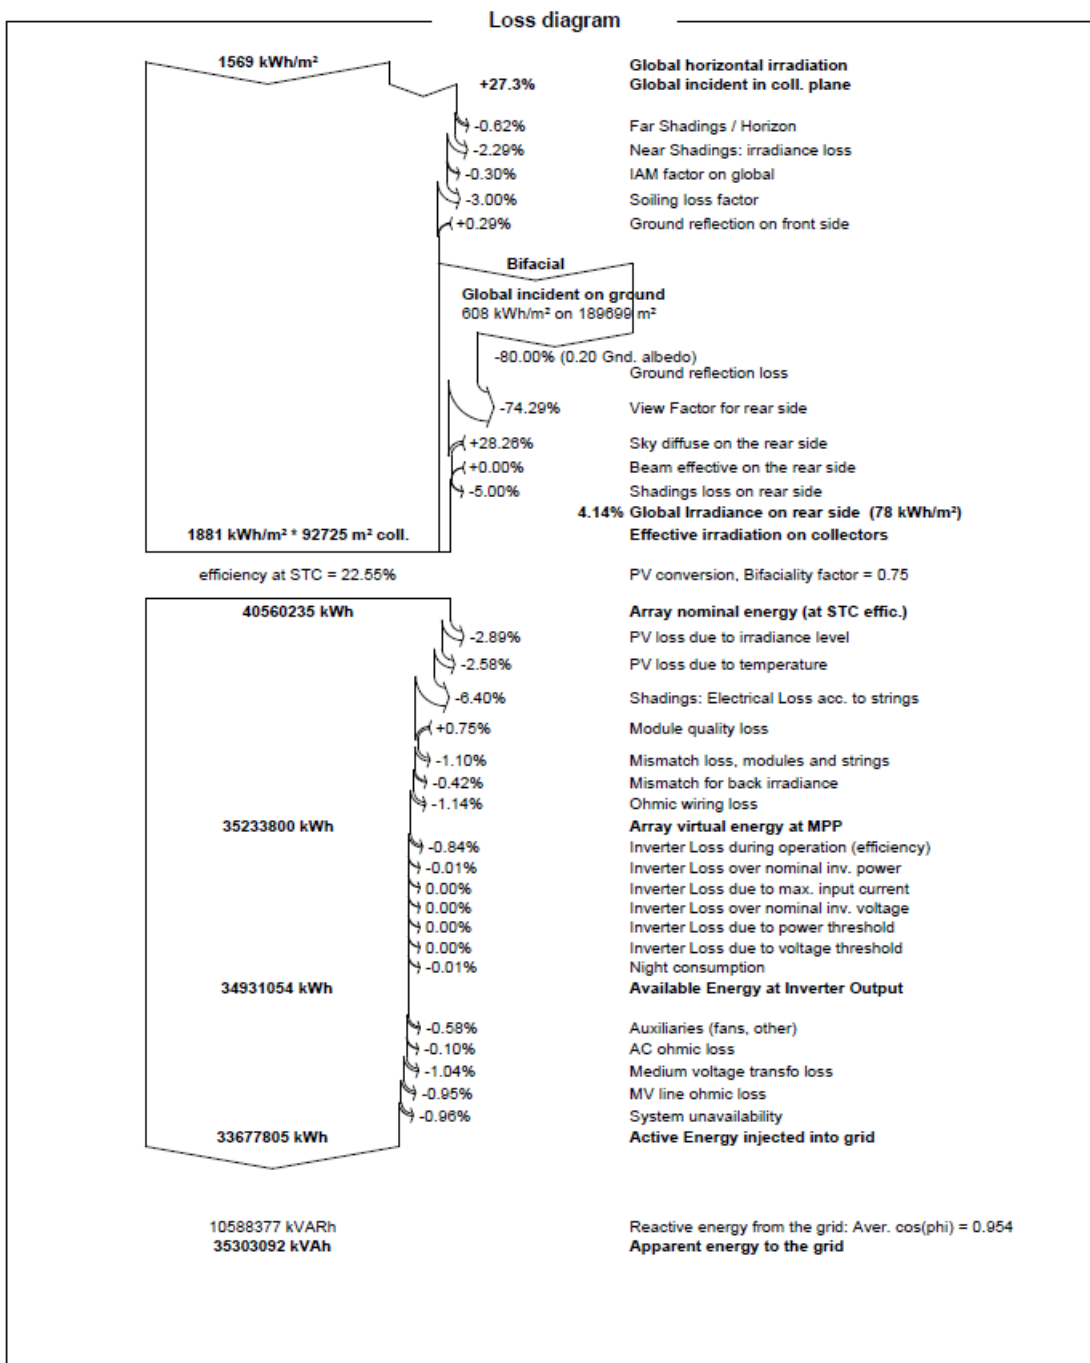 Loss diagram
1569 kWh/m² Global horizontal irradiation
+27.3% Global incident in coll. plane
-0.62% Far Shadings / Horizon
-2.29% Near Shadings: irradiance loss
-0.30% IAM factor on global
-3.00% Soiling loss factor
+0.29% Ground reflection on front side
Bifacial
Global incident on ground
608 kWh/m² on 189699 m²
-80.00% (0.20 Gnd. albedo)
Ground reflection loss
-74.29% View Factor for rear side
+28.26% Sky diffuse on the rear side
+0.00% Beam effective on the rear side
-5.00% Shadings loss on rear side
4.14% Global Irradiance on rear side (78 kWh/m²)
1881 kWh/m² * 92725 m² coll. Effective irradiation on collectors
efficiency at STC = 22.55% PV conversion, Bifaciality factor = 0.75
40560235 kWh Array nominal energy (at STC effic.)
-2.89% PV loss due to irradiance level
-2.58% PV loss due to temperature
-6.40% Shadings: Electrical Loss acc. to strings
+0.75% Module quality loss
-1.10% Mismatch loss, modules and strings
-0.42% Mismatch for back irradiance
-1.14% Ohmic wiring loss
35233800 kWh Array virtual energy at MPP
-0.84% Inverter Loss during operation (efficiency)
-0.01% Inverter Loss over nominal inv. power
0.00% Inverter Loss due to max. input current
0.00% Inverter Loss over nominal inv. voltage
0.00% Inverter Loss due to power threshold
0.00% Inverter Loss due to voltage threshold
-0.01% Night consumption
34931054 kWh Available Energy at Inverter Output
-0.58% Auxiliaries (fans, other)
-0.10% AC ohmic loss
-1.04% Medium voltage transfo loss
-0.95% MV line ohmic loss
-0.96% System unavailability
33677805 kWh Active Energy injected into grid
10588377 kVARh Reactive energy from the grid: Aver. cos(phi) = 0.954
35303092 kVAh Apparent energy to the grid